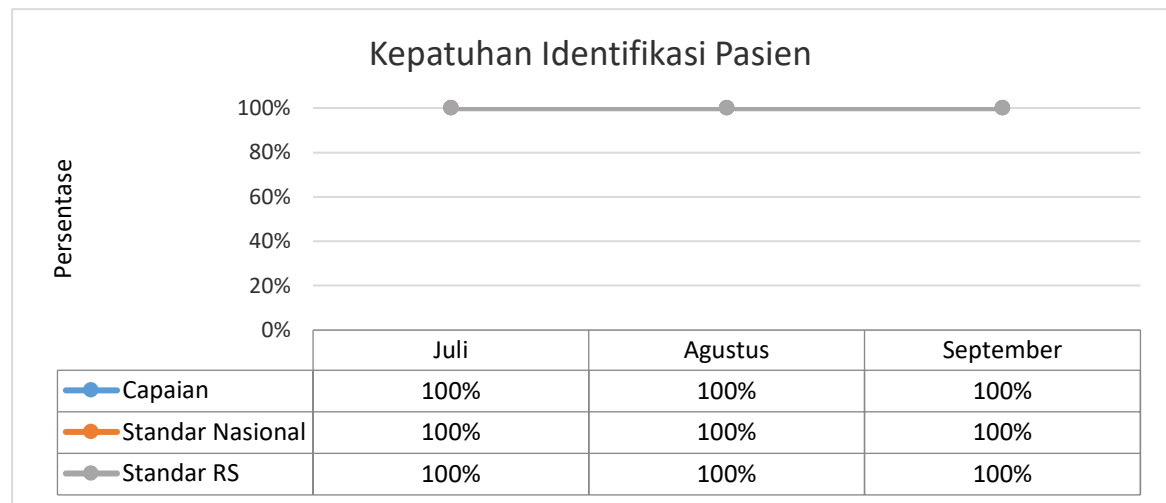 Kepatuhan Identifikasi Pasien
Persentase
100%
80%
60%
40%
20%
0%
Juli Agustus September
Capaian 100% 100% 100%
Standar Nasional 100% 100% 100%
Standar RS 100% 100% 100%